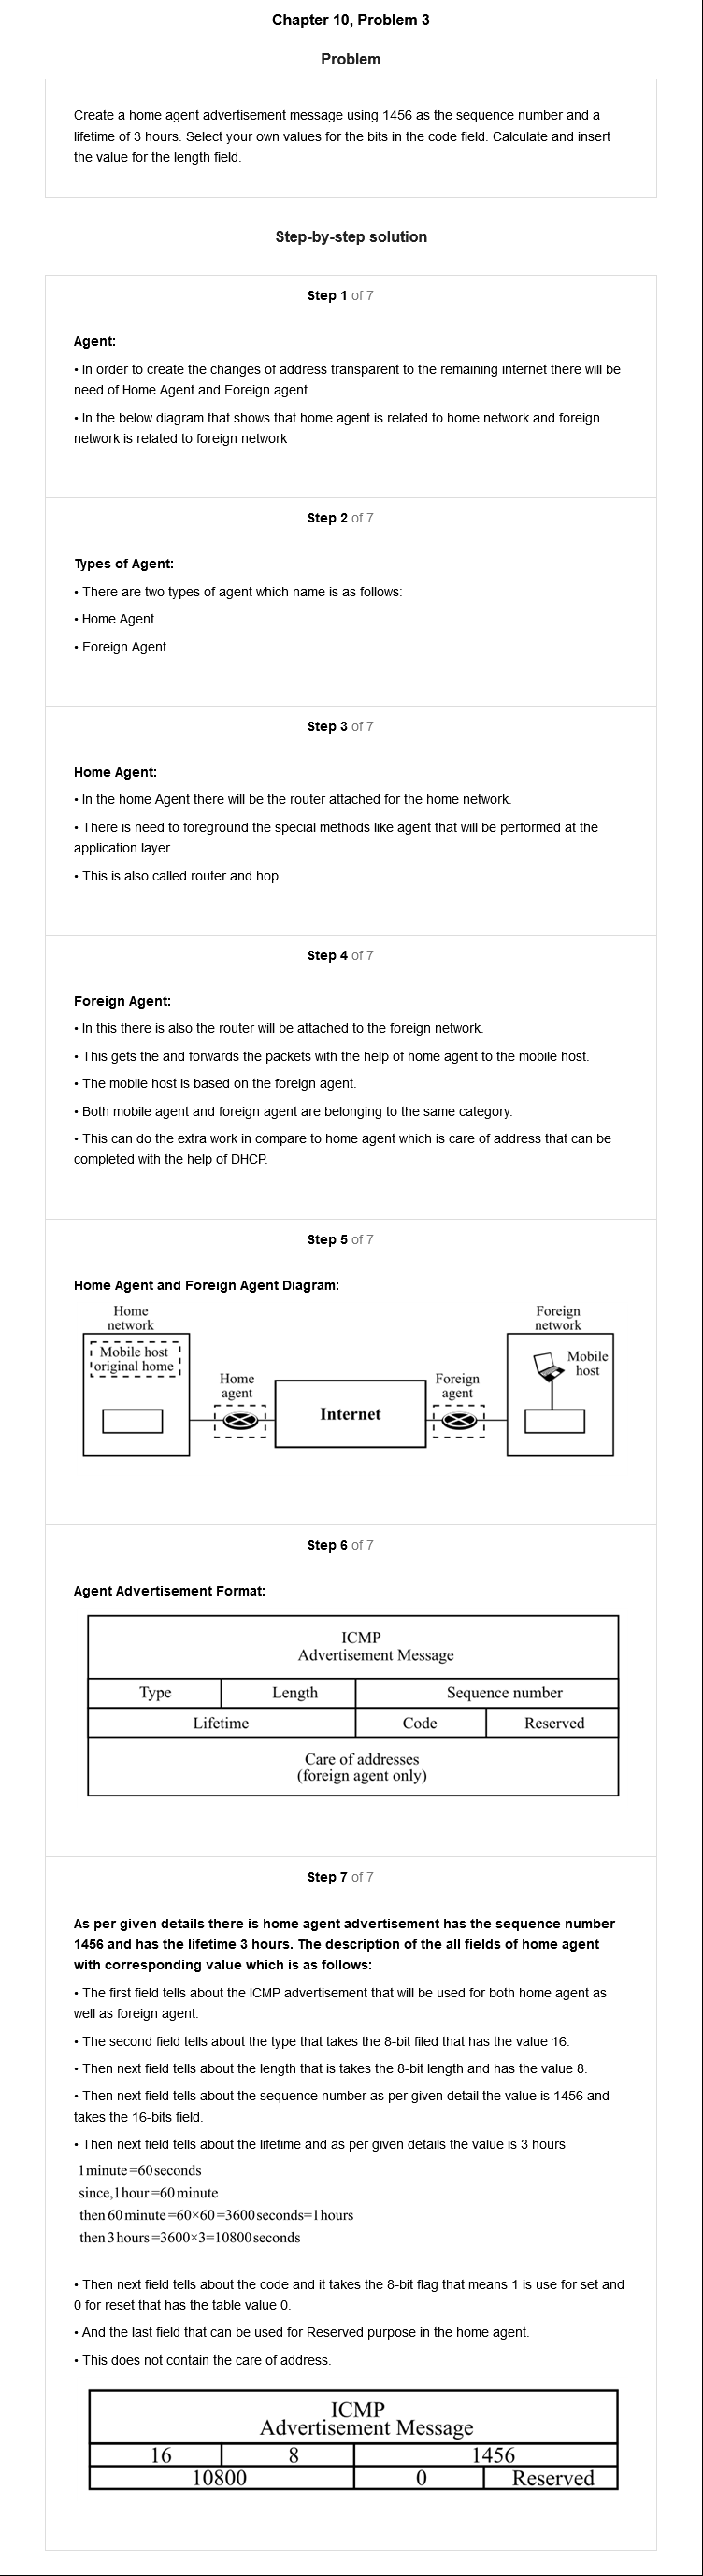 Chapter 10, Problem 3
Problem
Create a home agent advertisement message using 1456 as the sequence number and a
lifetime of 3 hours. Select your own values for the bits in the code field. Calculate and insert
the value for the length field.
Step-by-step solution
Step 1 of 7
Agent:
• In order to create the changes of address transparent to the remaining internet there will be
need of Home Agent and Foreign agent.
• In the below diagram that shows that home agent is related to home network and foreign
network is related to foreign network
Step 2 of 7
Types of Agent:
• There are two types of agent which name is as follows:
• Home Agent
• Foreign Agent
Step 3 of 7
Home Agent:
• In the home Agent there will be the router attached for the home network.
• There is need to foreground the special methods like agent that will be performed at the
application layer.
• This is also called router and hop.
Step 4 of 7
Foreign Agent:
• In this there is also the router will be attached to the foreign network.
• This gets the and forwards the packets with the help of home agent to the mobile host.
• The mobile host is based on the foreign agent.
• Both mobile agent and foreign agent are belonging to the same category.
• This can do the extra work in compare to home agent which is care of address that can be
completed with the help of DHCP.
Step 5 of 7
Home Agent and Foreign Agent Diagram:
Home
network
Mobile host
original home
Home
agent
Internet
Foreign
agent
Foreign
network
Mobile
host
Step 6 of 7
Agent Advertisement Format:
ICMP
Advertisement Message
Type Length Sequence number
Lifetime Code Reserved
Care of addresses
(foreign agent only)
Step 7 of 7
As per given details there is home agent advertisement has the sequence number
1456 and has the lifetime 3 hours. The description of the all fields of home agent
with corresponding value which is as follows:
• The first field tells about the ICMP advertisement that will be used for both home agent as
well as foreign agent.
• The second field tells about the type that takes the 8-bit filed that has the value 16.
• Then next field tells about the length that is takes the 8-bit length and has the value 8.
• Then next field tells about the sequence number as per given detail the value is 1456 and
takes the 16-bits field.
• Then next field tells about the lifetime and as per given details the value is 3 hours
1 minute =60 seconds
since, 1 hour =60 minute
then 60 minute =60×60 =3600 seconds=1 hours
then 3 hours =3600×3=10800 seconds
• Then next field tells about the code and it takes the 8-bit flag that means 1 is use for set and
0 for reset that has the table value 0.
• And the last field that can be used for Reserved purpose in the home agent.
• This does not contain the care of address.
ICMP
Advertisement Message
16 8 1456
10800 0 Reserved